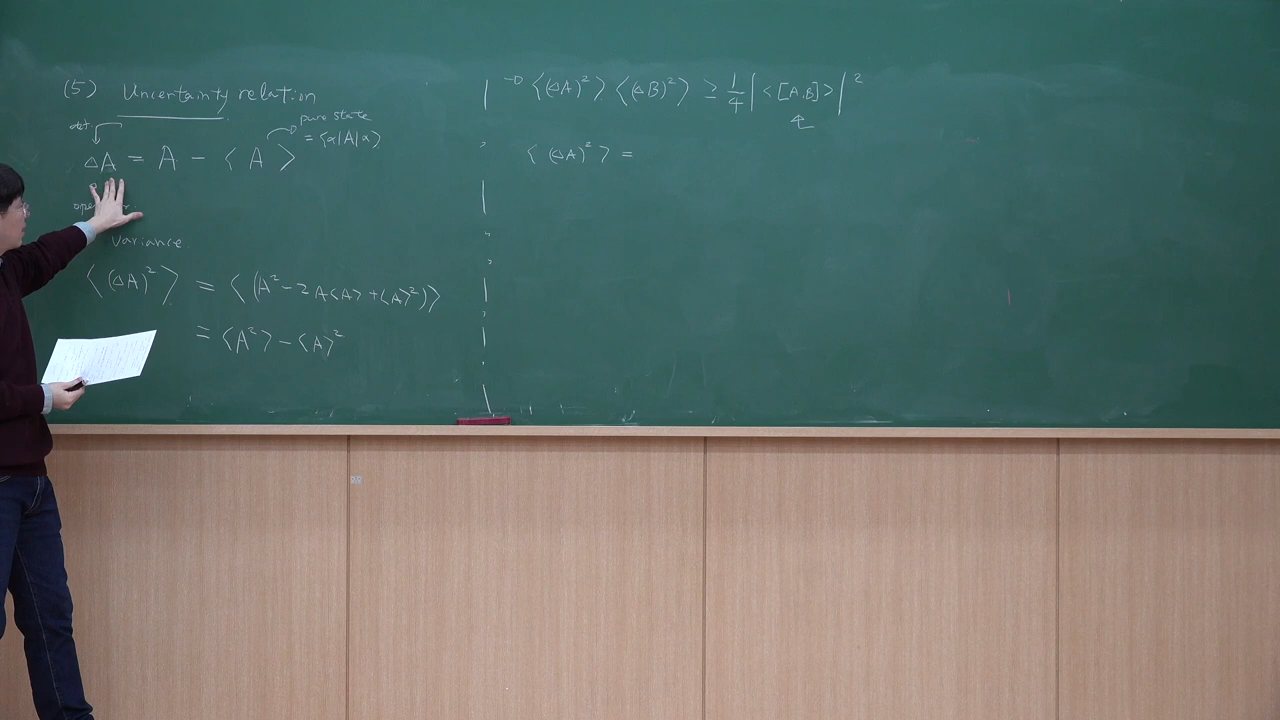 (5) Uncertainty relation
def
pure state
ΔA = A - ⟨A⟩ = ⟨α|A|α⟩
variance
⟨(ΔA)²⟩ = ⟨(A² - 2A⟨A⟩ + ⟨A⟩²)⟩
= ⟨A²⟩ - ⟨A⟩²
→ ⟨(ΔA)²⟩ ⟨(ΔB)²⟩ ≥ 1/4 |⟨[A,B]⟩|²
⟨(ΔA)²⟩ =